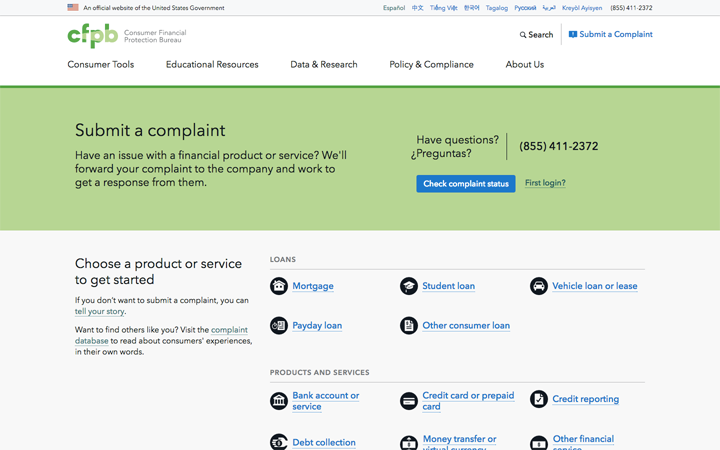 An official website of the United States Government
Español 中文 Tiếng Việt 한국어 Tagalog Русский العربية Kreyòl Ayisyen (855) 411-2372
cfpb Consumer Financial
Protection Bureau
Search
Submit a Complaint
Consumer Tools Educational Resources Data & Research Policy & Compliance About Us
Submit a complaint
Have an issue with a financial product or service? We'll
forward your complaint to the company and work to
get a response from them.
Have questions?
¿Preguntas?
(855) 411-2372
Check complaint status
First login?
Choose a product or service
to get started
If you don't want to submit a complaint, you can
tell your story.
Want to find others like you? Visit the complaint
database to read about consumers' experiences,
in their own words.
LOANS
Mortgage
Student loan
Vehicle loan or lease
Payday loan
Other consumer loan
PRODUCTS AND SERVICES
Bank account or
service
Credit card or prepaid
card
Credit reporting
Debt collection
Money transfer or
virtual currency
Other financial
service